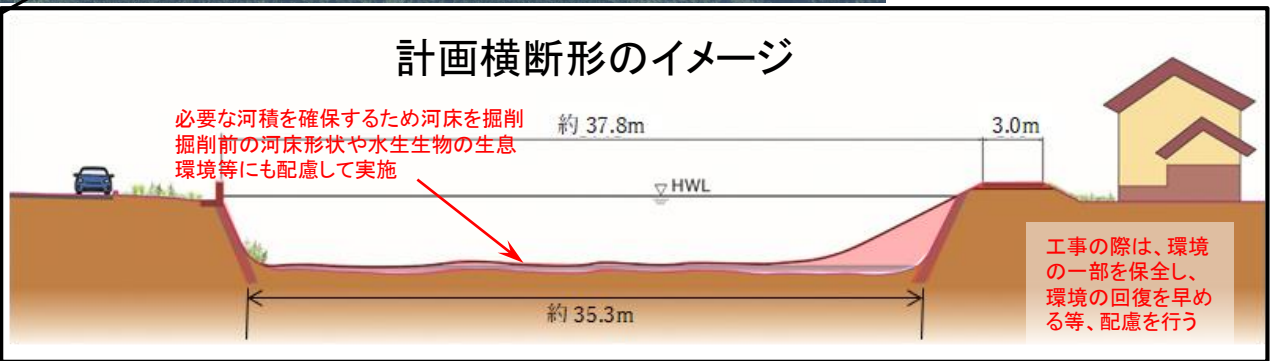 計画横断形のイメージ
必要な河積を確保するため河床を掘削
掘削前の河床形状や水生生物の生息
環境等にも配慮して実施
約 37.8m
3.0m
HWL
約 35.3m
工事の際は、環境
の一部を保全し、
環境の回復を早め
る等、配慮を行う